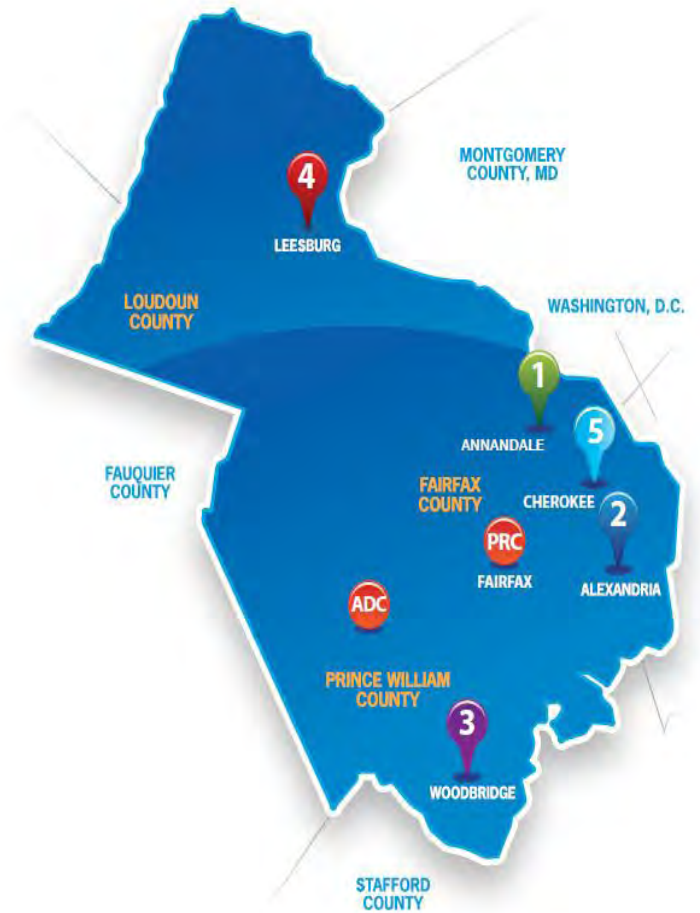 MONTGOMERY
COUNTY, MD
4
LEESBURG
LOUDOUN
COUNTY
WASHINGTON, D.C.
1
ANNANDALE
5
CHEROKEE
FAUQUIER
COUNTY
FAIRFAX
COUNTY
2
ALEXANDRIA
PRC
FAIRFAX
ADC
PRINCE WILLIAM
COUNTY
3
WOODBRIDGE
STAFFORD
COUNTY